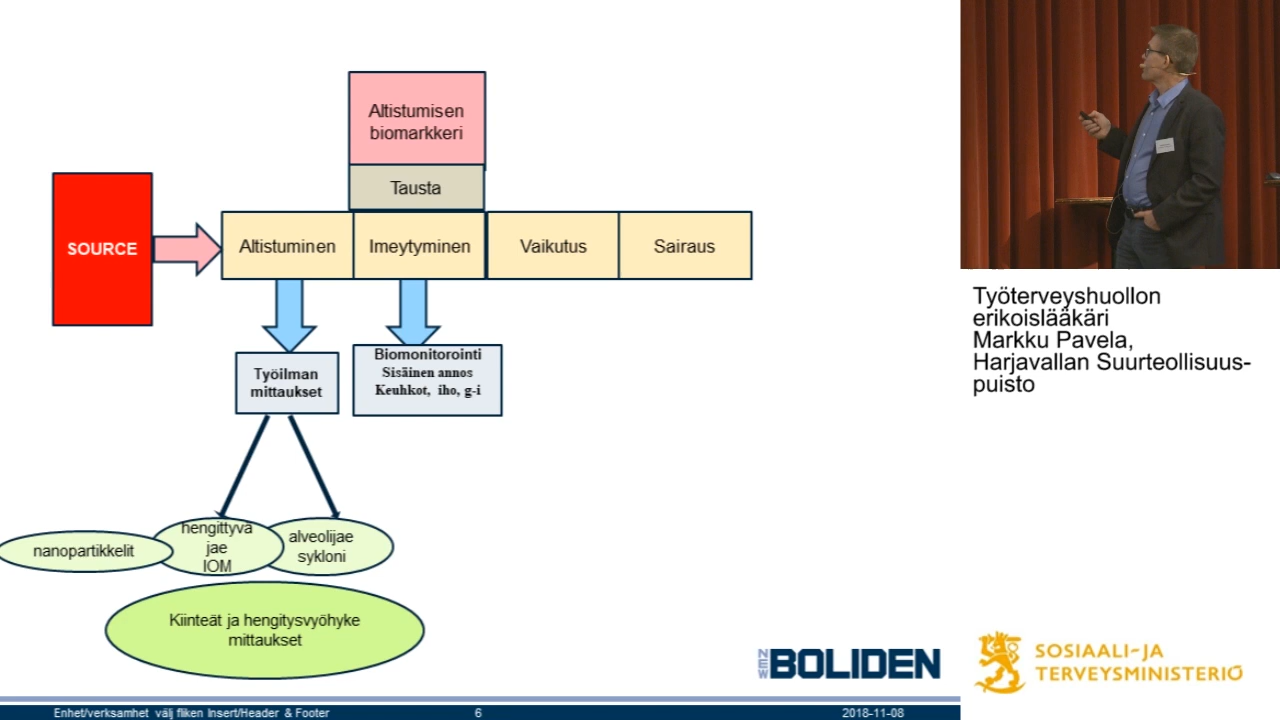 Altistumisen
biomarkkeri
Tausta
SOURCE
Altistuminen
Imeytyminen
Vaikutus
Sairaus
Työilman
mittaukset
Biomonitorointi
Sisäinen annos
Keuhkot, iho, g-i
nanopartikkelit
hengittyvä
jae
IOM
alveolijae
sykloni
Kiinteät ja hengitysvyöhyke
mittaukset
NEW BOLIDEN
Enhet/verksamhet välj fliken Insert/Header & Footer
6
2018-11-08
Työterveyshuollon
erikoislääkäri
Markku Pavela,
Harjavallan Suurteollisuus-
puisto
SOSIAALI- JA
TERVEYSMINISTERIÖ